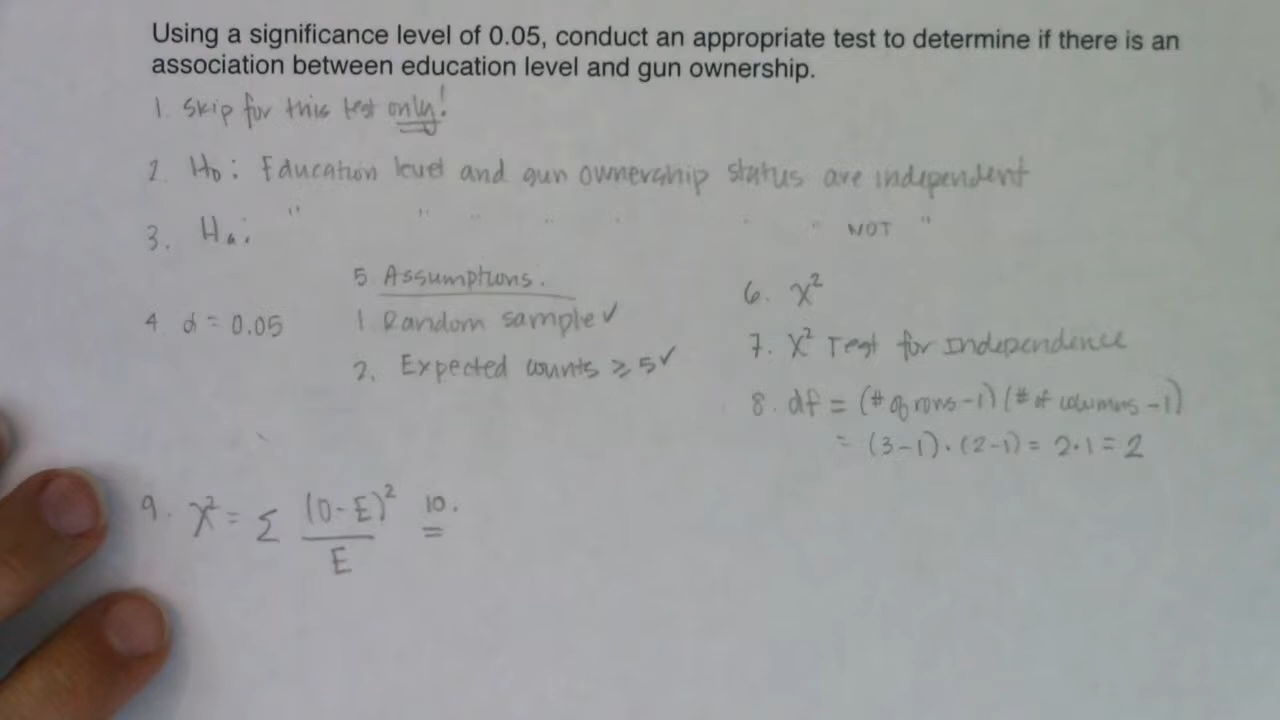 Using a significance level of 0.05, conduct an appropriate test to determine if there is an
association between education level and gun ownership.
1. Skip for this test only!
2. H₀: Education level and gun ownership status are independent
3. Hₐ: " " " " " " " NOT "
4. α = 0.05
5 Assumptions.
1 Random sample ✓
2. Expected counts ≥ 5 ✓
6. χ²
7. χ² Test for Independence
8. df = (# of rows - 1) (# of columns - 1)
= (3-1)·(2-1) = 2·1 = 2
9. χ² = Σ (O-E)² / E 10. =